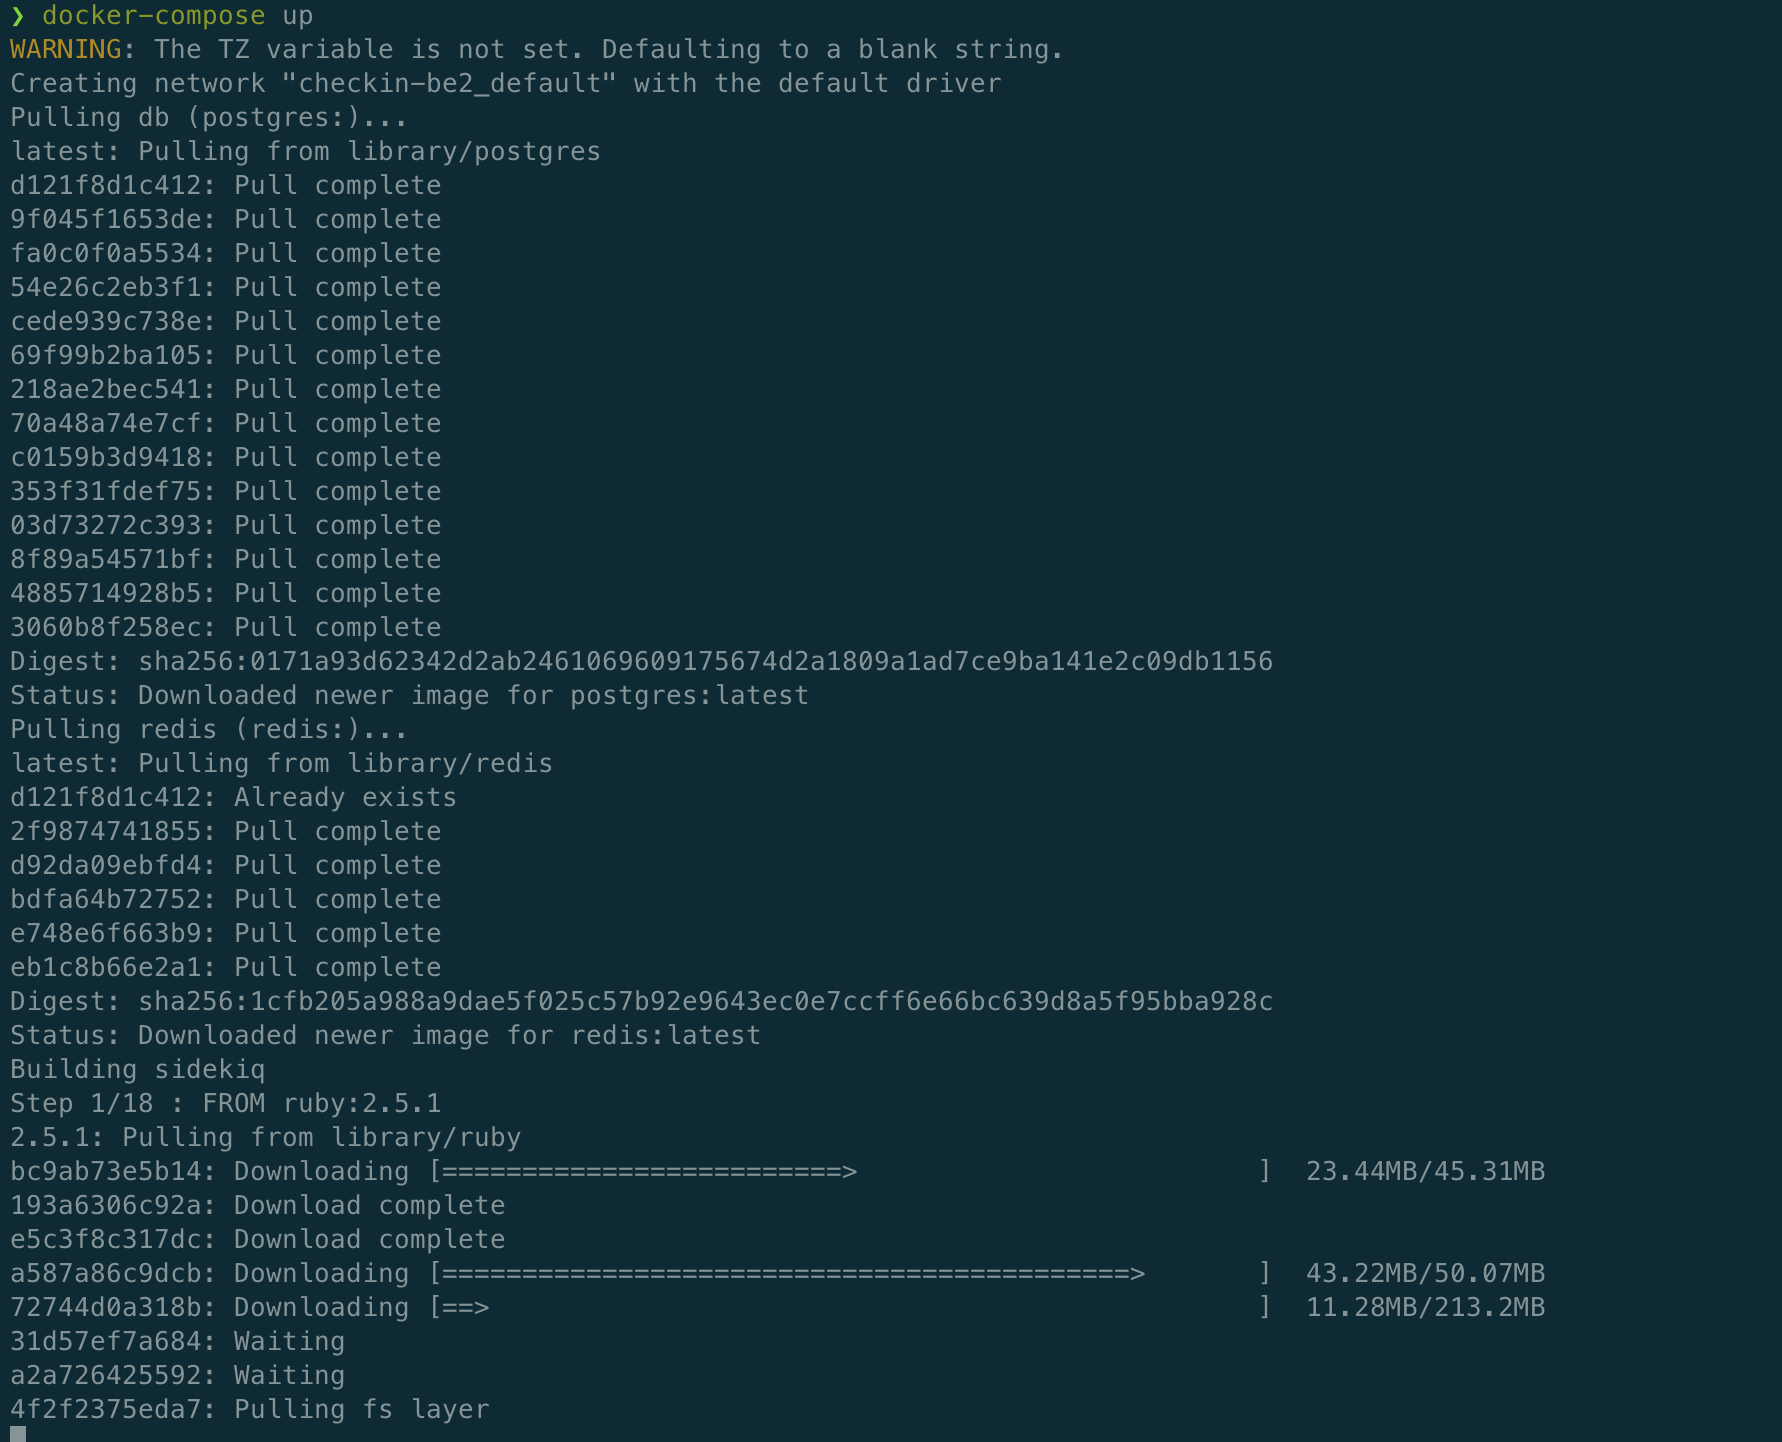 ❯ docker-compose up
WARNING: The TZ variable is not set. Defaulting to a blank string.
Creating network "checkin-be2_default" with the default driver
Pulling db (postgres:)...
latest: Pulling from library/postgres
d121f8d1c412: Pull complete
9f045f1653de: Pull complete
fa0c0f0a5534: Pull complete
54e26c2eb3f1: Pull complete
cede939c738e: Pull complete
69f99b2ba105: Pull complete
218ae2bec541: Pull complete
70a48a74e7cf: Pull complete
c0159b3d9418: Pull complete
353f31fdef75: Pull complete
03d73272c393: Pull complete
8f89a54571bf: Pull complete
4885714928b5: Pull complete
3060b8f258ec: Pull complete
Digest: sha256:0171a93d62342d2ab2461069609175674d2a1809a1ad7ce9ba141e2c09db1156
Status: Downloaded newer image for postgres:latest
Pulling redis (redis:)...
latest: Pulling from library/redis
d121f8d1c412: Already exists
2f9874741855: Pull complete
d92da09ebfd4: Pull complete
bdfa64b72752: Pull complete
e748e6f663b9: Pull complete
eb1c8b66e2a1: Pull complete
Digest: sha256:1cfb205a988a9dae5f025c57b92e9643ec0e7ccff6e66bc639d8a5f95bba928c
Status: Downloaded newer image for redis:latest
Building sidekiq
Step 1/18 : FROM ruby:2.5.1
2.5.1: Pulling from library/ruby
bc9ab73e5b14: Downloading [=========================>                         ]  23.44MB/45.31MB
193a6306c92a: Download complete
e5c3f8c317dc: Download complete
a587a86c9dcb: Downloading [===========================================>       ]  43.22MB/50.07MB
72744d0a318b: Downloading [==>                                                ]  11.28MB/213.2MB
31d57ef7a684: Waiting
a2a726425592: Waiting
4f2f2375eda7: Pulling fs layer